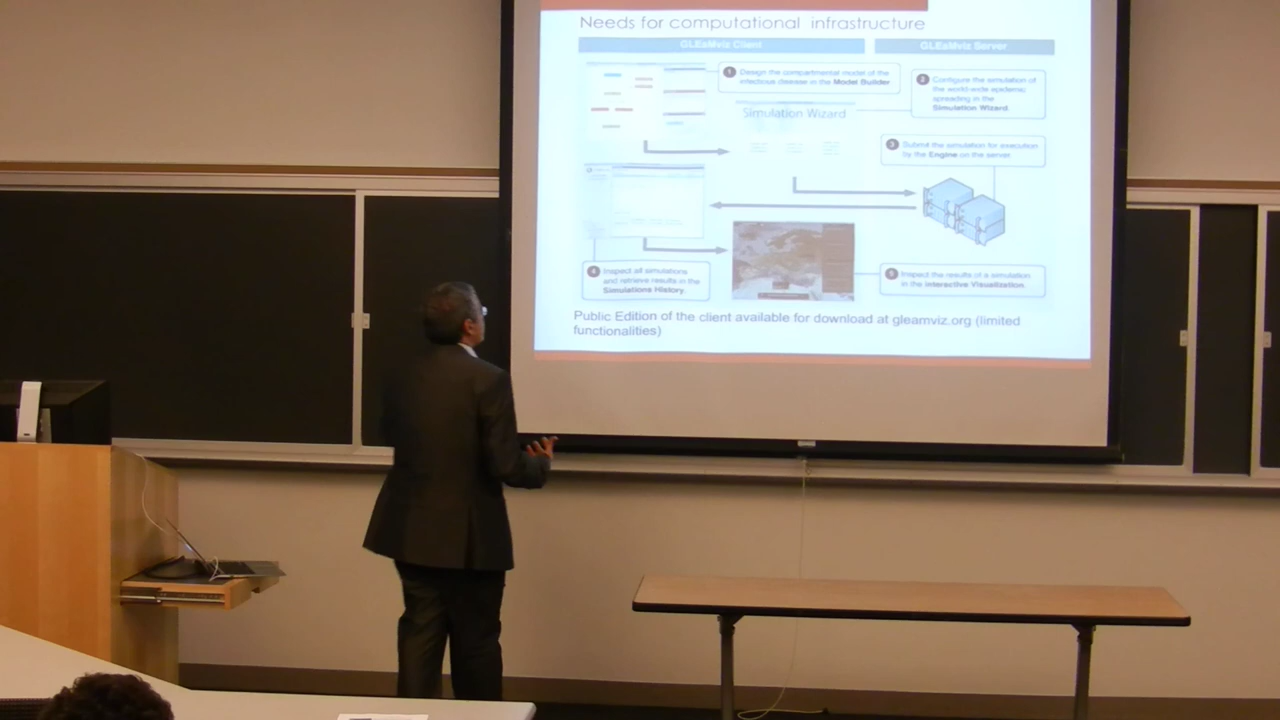 Needs for computational infrastructure
GLEaMviz Client
GLEaMviz Server
1 Design the compartmental model of the
infectious disease in the Model Builder
2 Configure the simulation of
the world-wide epidemic
spreading in the
Simulation Wizard.
Simulation Wizard
3 Submit the simulation for execution
by the Engine on the server
4 Inspect all simulations
and retrieve results in the
Simulations History.
5 Inspect the results of a simulation
in the Interactive Visualization.
Public Edition of the client available for download at gleamviz.org (limited
functionalities)